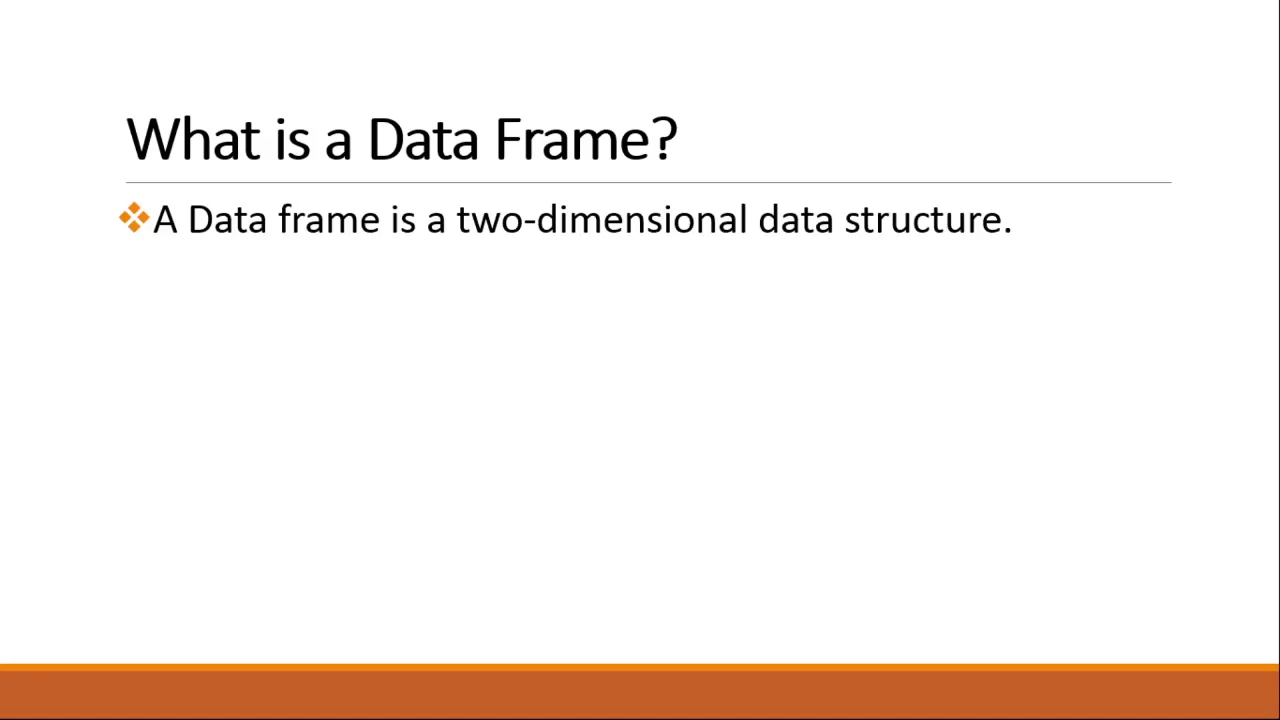 What is a Data Frame?
A Data frame is a two-dimensional data structure.